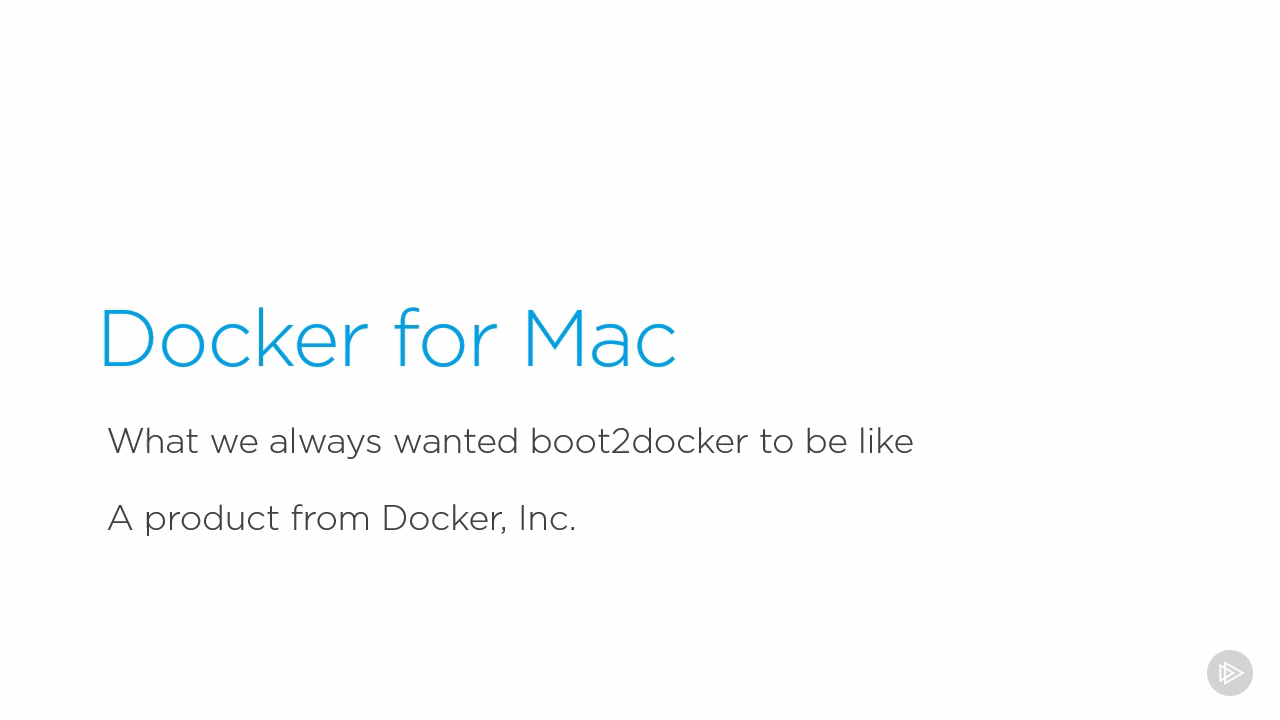 Docker for Mac
What we always wanted boot2docker to be like
A product from Docker, Inc.